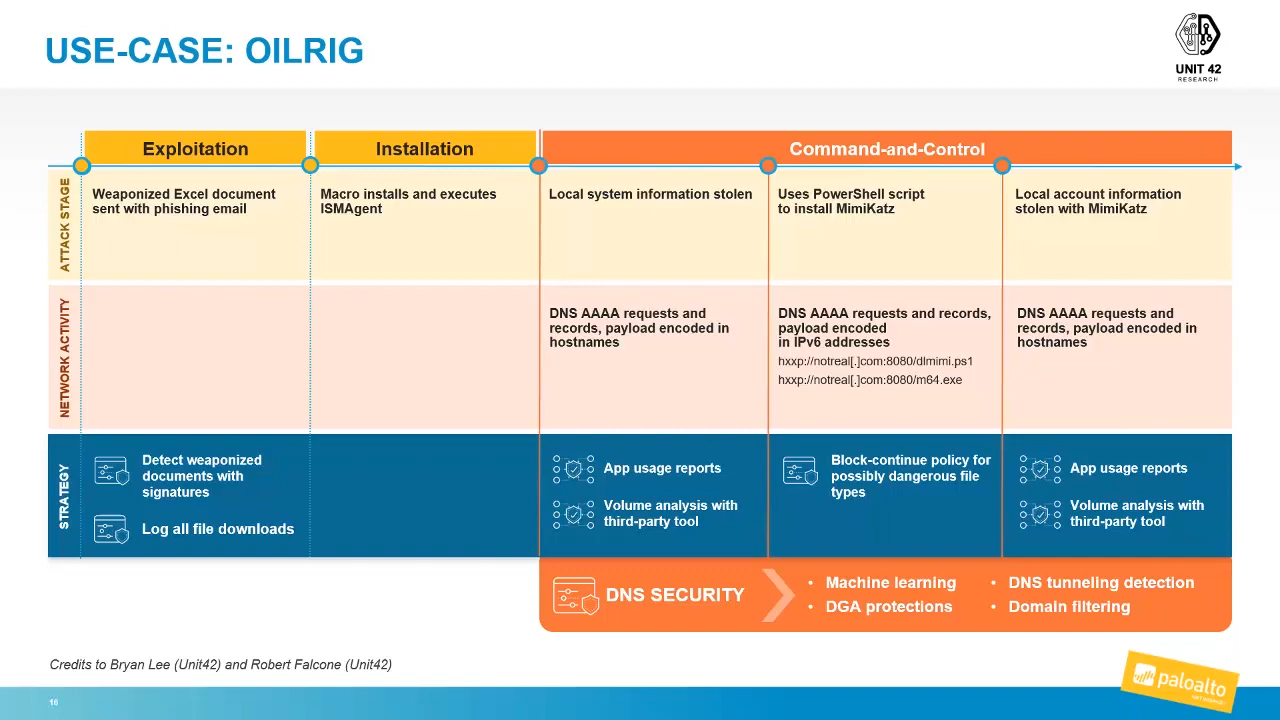 USE-CASE: OILRIG
UNIT 42
RESEARCH
Exploitation
Installation
Command-and-Control
ATTACK STAGE
Weaponized Excel document
sent with phishing email
Macro installs and executes
ISMAgent
Local system information stolen
Uses PowerShell script
to install MimiKatz
Local account information
stolen with MimiKatz
NETWORK ACTIVITY
DNS AAAA requests and
records, payload encoded in
hostnames
DNS AAAA requests and records,
payload encoded
in IPv6 addresses
hxxp://notreal[.]com:8080/dlmimi.ps1
hxxp://notreal[.]com:8080/m64.exe
DNS AAAA requests and
records, payload encoded in
hostnames
STRATEGY
Detect weaponized
documents with
signatures
Log all file downloads
App usage reports
Volume analysis with
third-party tool
Block-continue policy for
possibly dangerous file
types
App usage reports
Volume analysis with
third-party tool
DNS SECURITY
• Machine learning
• DGA protections
• DNS tunneling detection
• Domain filtering
Credits to Bryan Lee (Unit42) and Robert Falcone (Unit42)
16
paloalto
NETWORKS